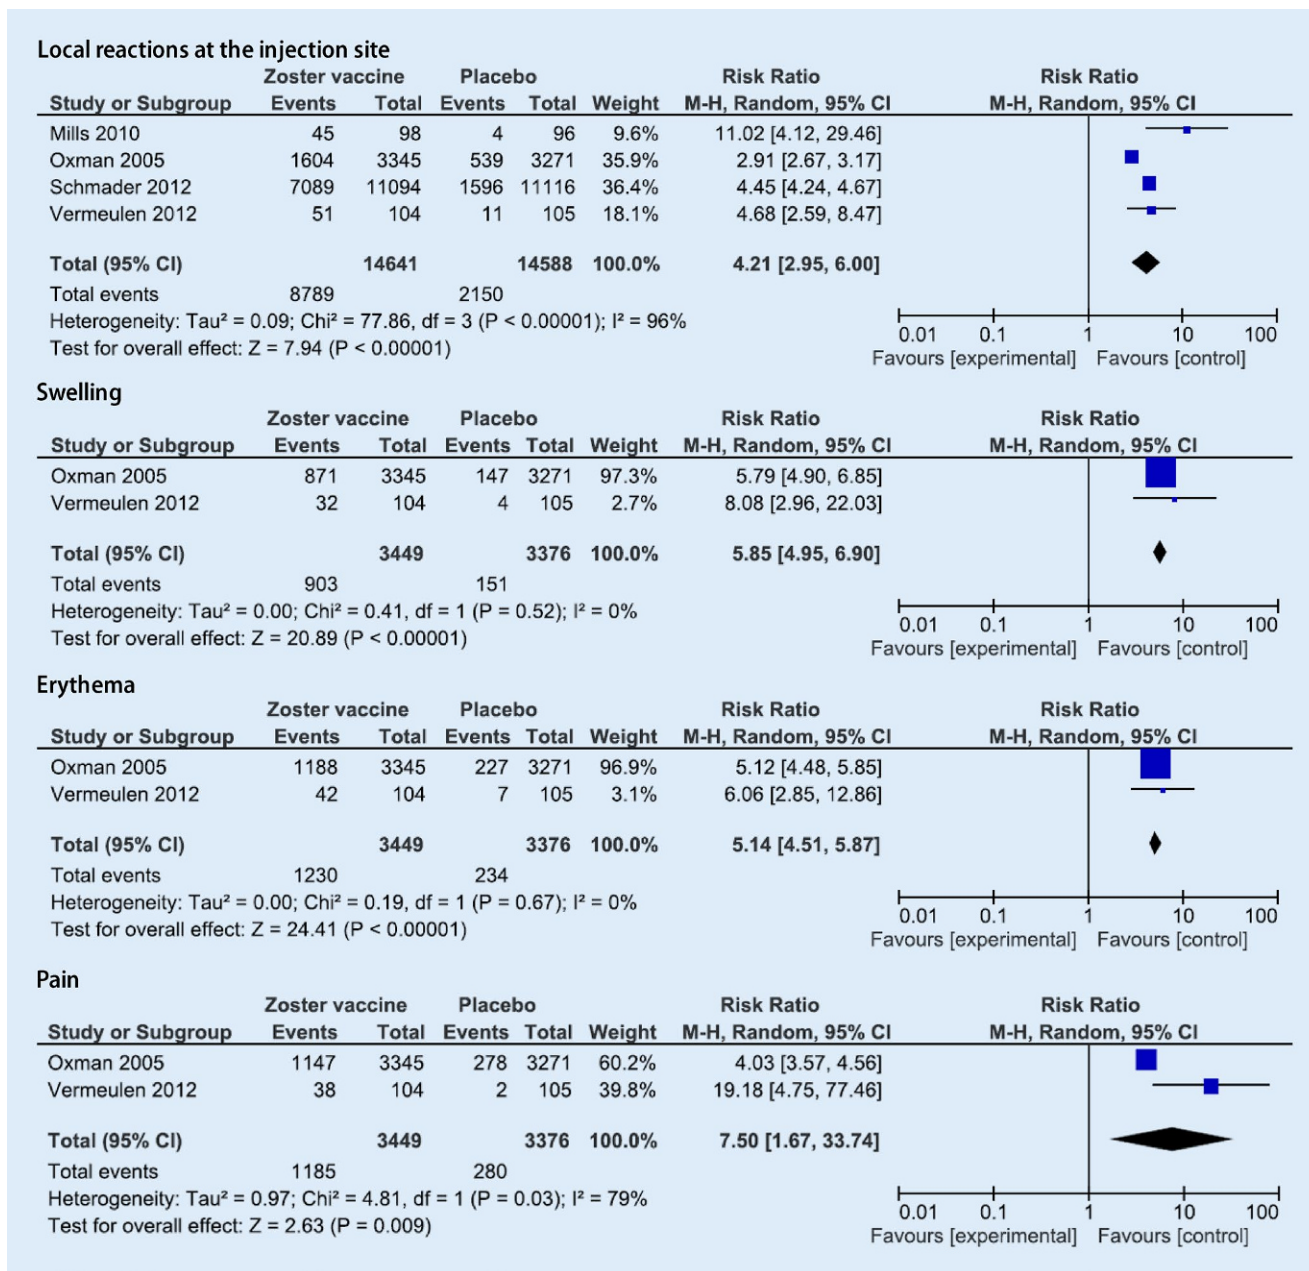 Local reactions at the injection site
Zoster vaccine Placebo Risk Ratio Risk Ratio
Study or Subgroup Events Total Events Total Weight M-H, Random, 95% CI M-H, Random, 95% CI
Mills 2010 45 98 4 96 9.6% 11.02 [4.12, 29.46]
Oxman 2005 1604 3345 539 3271 35.9% 2.91 [2.67, 3.17]
Schmader 2012 7089 11094 1596 11116 36.4% 4.45 [4.24, 4.67]
Vermeulen 2012 51 104 11 105 18.1% 4.68 [2.59, 8.47]
Total (95% CI) 14641 14588 100.0% 4.21 [2.95, 6.00]
Total events 8789 2150
Heterogeneity: Tau² = 0.09; Chi² = 77.86, df = 3 (P < 0.00001); I² = 96%
Test for overall effect: Z = 7.94 (P < 0.00001)
0.01 0.1 1 10 100
Favours [experimental] Favours [control]
Swelling
Zoster vaccine Placebo Risk Ratio Risk Ratio
Study or Subgroup Events Total Events Total Weight M-H, Random, 95% CI M-H, Random, 95% CI
Oxman 2005 871 3345 147 3271 97.3% 5.79 [4.90, 6.85]
Vermeulen 2012 32 104 4 105 2.7% 8.08 [2.96, 22.03]
Total (95% CI) 3449 3376 100.0% 5.85 [4.95, 6.90]
Total events 903 151
Heterogeneity: Tau² = 0.00; Chi² = 0.41, df = 1 (P = 0.52); I² = 0%
Test for overall effect: Z = 20.89 (P < 0.00001)
0.01 0.1 1 10 100
Favours [experimental] Favours [control]
Erythema
Zoster vaccine Placebo Risk Ratio Risk Ratio
Study or Subgroup Events Total Events Total Weight M-H, Random, 95% CI M-H, Random, 95% CI
Oxman 2005 1188 3345 227 3271 96.9% 5.12 [4.48, 5.85]
Vermeulen 2012 42 104 7 105 3.1% 6.06 [2.85, 12.86]
Total (95% CI) 3449 3376 100.0% 5.14 [4.51, 5.87]
Total events 1230 234
Heterogeneity: Tau² = 0.00; Chi² = 0.19, df = 1 (P = 0.67); I² = 0%
Test for overall effect: Z = 24.41 (P < 0.00001)
0.01 0.1 1 10 100
Favours [experimental] Favours [control]
Pain
Zoster vaccine Placebo Risk Ratio Risk Ratio
Study or Subgroup Events Total Events Total Weight M-H, Random, 95% CI M-H, Random, 95% CI
Oxman 2005 1147 3345 278 3271 60.2% 4.03 [3.57, 4.56]
Vermeulen 2012 38 104 2 105 39.8% 19.18 [4.75, 77.46]
Total (95% CI) 3449 3376 100.0% 7.50 [1.67, 33.74]
Total events 1185 280
Heterogeneity: Tau² = 0.97; Chi² = 4.81, df = 1 (P = 0.03); I² = 79%
Test for overall effect: Z = 2.63 (P = 0.009)
0.01 0.1 1 10 100
Favours [experimental] Favours [control]